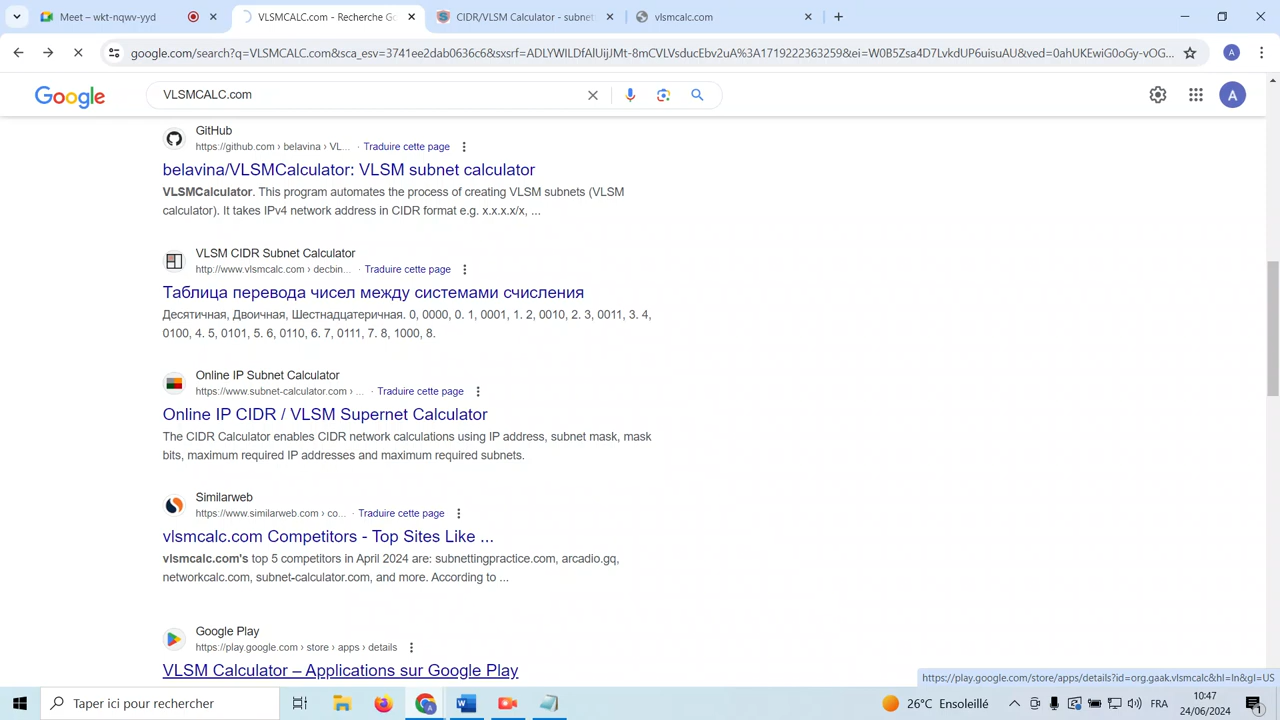 Meet – wkt-nqwv-yyd
VLSMCALC.com - Recherche Go
CIDR/VLSM Calculator - subnet
vlsmcalc.com
google.com/search?q=VLSMCALC.com&sca_esv=3741ee2dab0636c6&sxsrf=ADLYWILDfAlUijJMt-8mCVLVsducEbv2uA%3A1719222363259&ei=W0B5Zsa4D7LvkdUP6uisuAU&ved=0ahUKEwiG0oGy-vOG...
A
Google
VLSMCALC.com
A
GitHub
https://github.com › belavina › VL... · Traduire cette page
belavina/VLSMCalculator: VLSM subnet calculator
VLSMCalculator. This program automates the process of creating VLSM subnets (VLSM
calculator). It takes IPv4 network address in CIDR format e.g. x.x.x.x/x, ...
VLSM CIDR Subnet Calculator
http://www.vlsmcalc.com › decbin... · Traduire cette page
Таблица перевода чисел между системами счисления
Десятичная, Двоичная, Шестнадцатеричная. 0, 0000, 0. 1, 0001, 1. 2, 0010, 2. 3, 0011, 3. 4,
0100, 4. 5, 0101, 5. 6, 0110, 6. 7, 0111, 7. 8, 1000, 8.
Online IP Subnet Calculator
https://www.subnet-calculator.com › ... · Traduire cette page
Online IP CIDR / VLSM Supernet Calculator
The CIDR Calculator enables CIDR network calculations using IP address, subnet mask, mask
bits, maximum required IP addresses and maximum required subnets.
Similarweb
https://www.similarweb.com › co... · Traduire cette page
vlsmcalc.com Competitors - Top Sites Like ...
vlsmcalc.com's top 5 competitors in April 2024 are: subnettingpractice.com, arcadio.gq,
networkcalc.com, subnet-calculator.com, and more. According to ...
Google Play
https://play.google.com › store › apps › details
VLSM Calculator – Applications sur Google Play
https://play.google.com/store/apps/details?id=org.gaak.vlsmcalc&hl=ln&gl=US
Taper ici pour rechercher
26°C Ensoleillé
FRA
10:47
24/06/2024
1